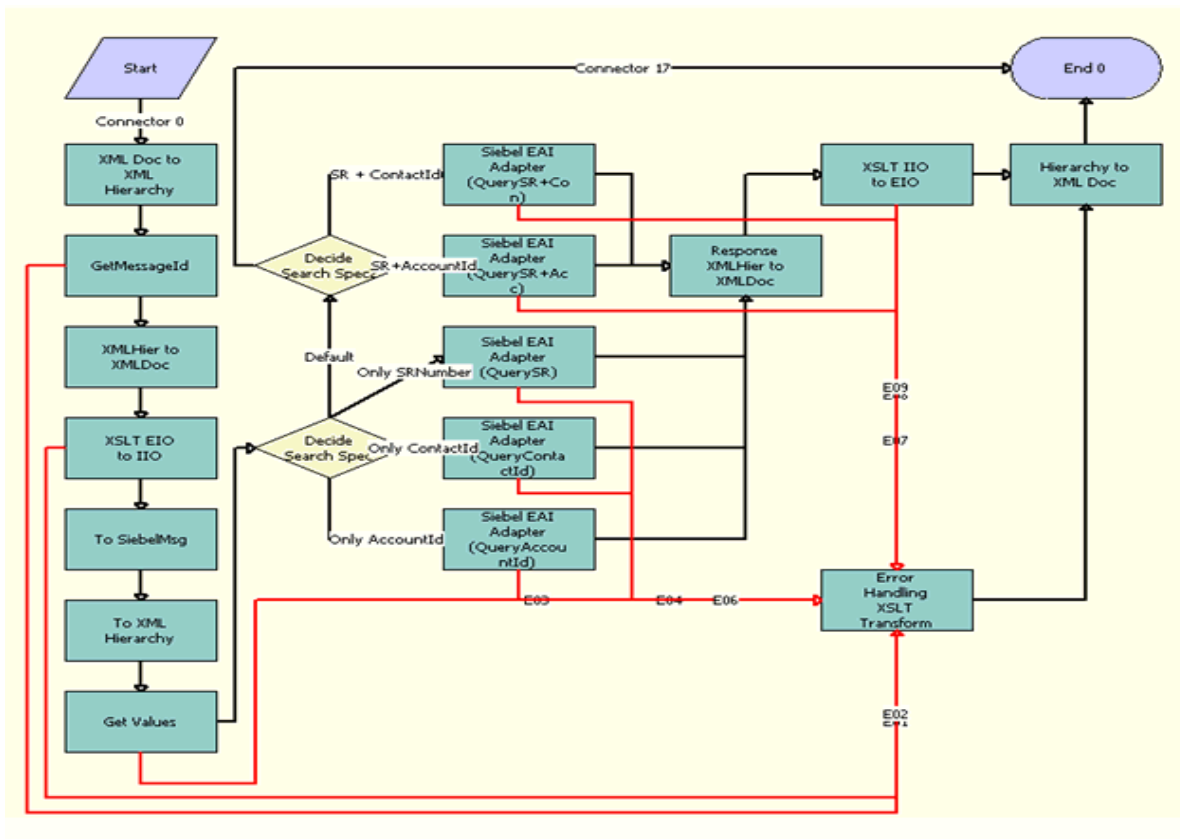 Start
Connector 17
End 0
Connector 0
XML Doc to
XML
Hierarchy
SR + ContactId
Siebel EAI
Adapter
(QuerySR+Co
n)
XSLT IIO
to EIO
Hierarchy to
XML Doc
GetMessageId
Decide
Search Spec
SR+AccountId
Siebel EAI
Adapter
(QuerySR+Ac
c)
Response
XMLHier to
XMLDoc
XMLHier to
XMLDoc
Default
Only SRNumber
Siebel EAI
Adapter
(QuerySR)
E09
E07
XSLT EIO
to IIO
Decide
Search Spec
Only ContactId
Siebel EAI
Adapter
(QueryConta
ctId)
To SiebelMsg
Only AccountId
Siebel EAI
Adapter
(QueryAccou
ntId)
To XML
Hierarchy
E03
E04
E06
Error
Handling
XSLT
Transform
Get Values
E02